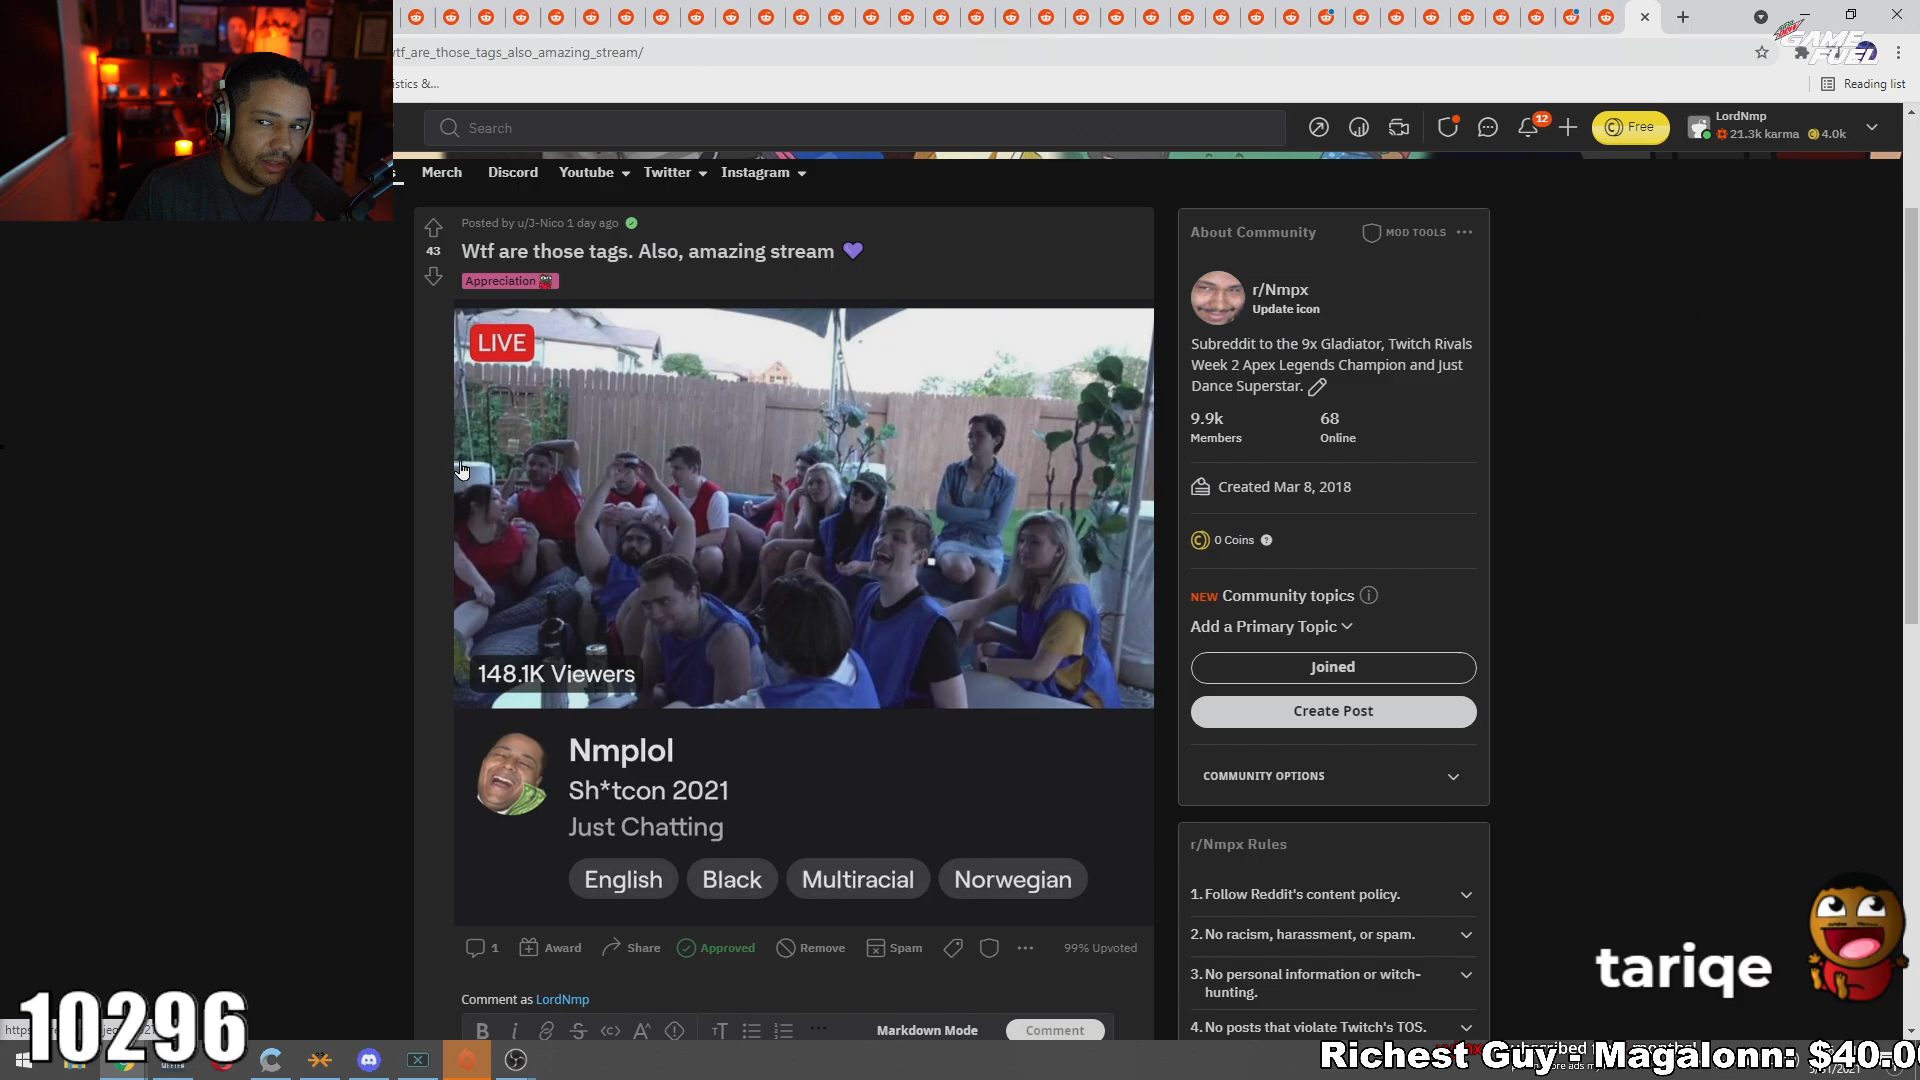 tf_are_those_tags_also_amazing_stream/
istics &...
Reading list
GAME FUEL
Search
12
Free
LordNmp
21.3k karma
4.0k
Merch
Discord
Youtube
Twitter
Instagram
Posted by u/J-Nico 1 day ago
43
Wtf are those tags. Also, amazing stream
Appreciation
LIVE
148.1K Viewers
Nmplol
Sh*tcon 2021
Just Chatting
English
Black
Multiracial
Norwegian
1
Award
Share
Approved
Remove
Spam
99% Upvoted
Comment as LordNmp
Markdown Mode
Comment
About Community
MOD TOOLS
r/Nmpx
Update icon
Subreddit to the 9x Gladiator, Twitch Rivals
Week 2 Apex Legends Champion and Just
Dance Superstar.
9.9k
Members
68
Online
Created Mar 8, 2018
0 Coins
NEW Community topics
Add a Primary Topic
Joined
Create Post
COMMUNITY OPTIONS
r/Nmpx Rules
1. Follow Reddit's content policy.
2. No racism, harassment, or spam.
3. No personal information or witch-
hunting.
4. No posts that violate Twitch's TOS.
tariqe
10296
Richest Guy - Magalonn: $40.0